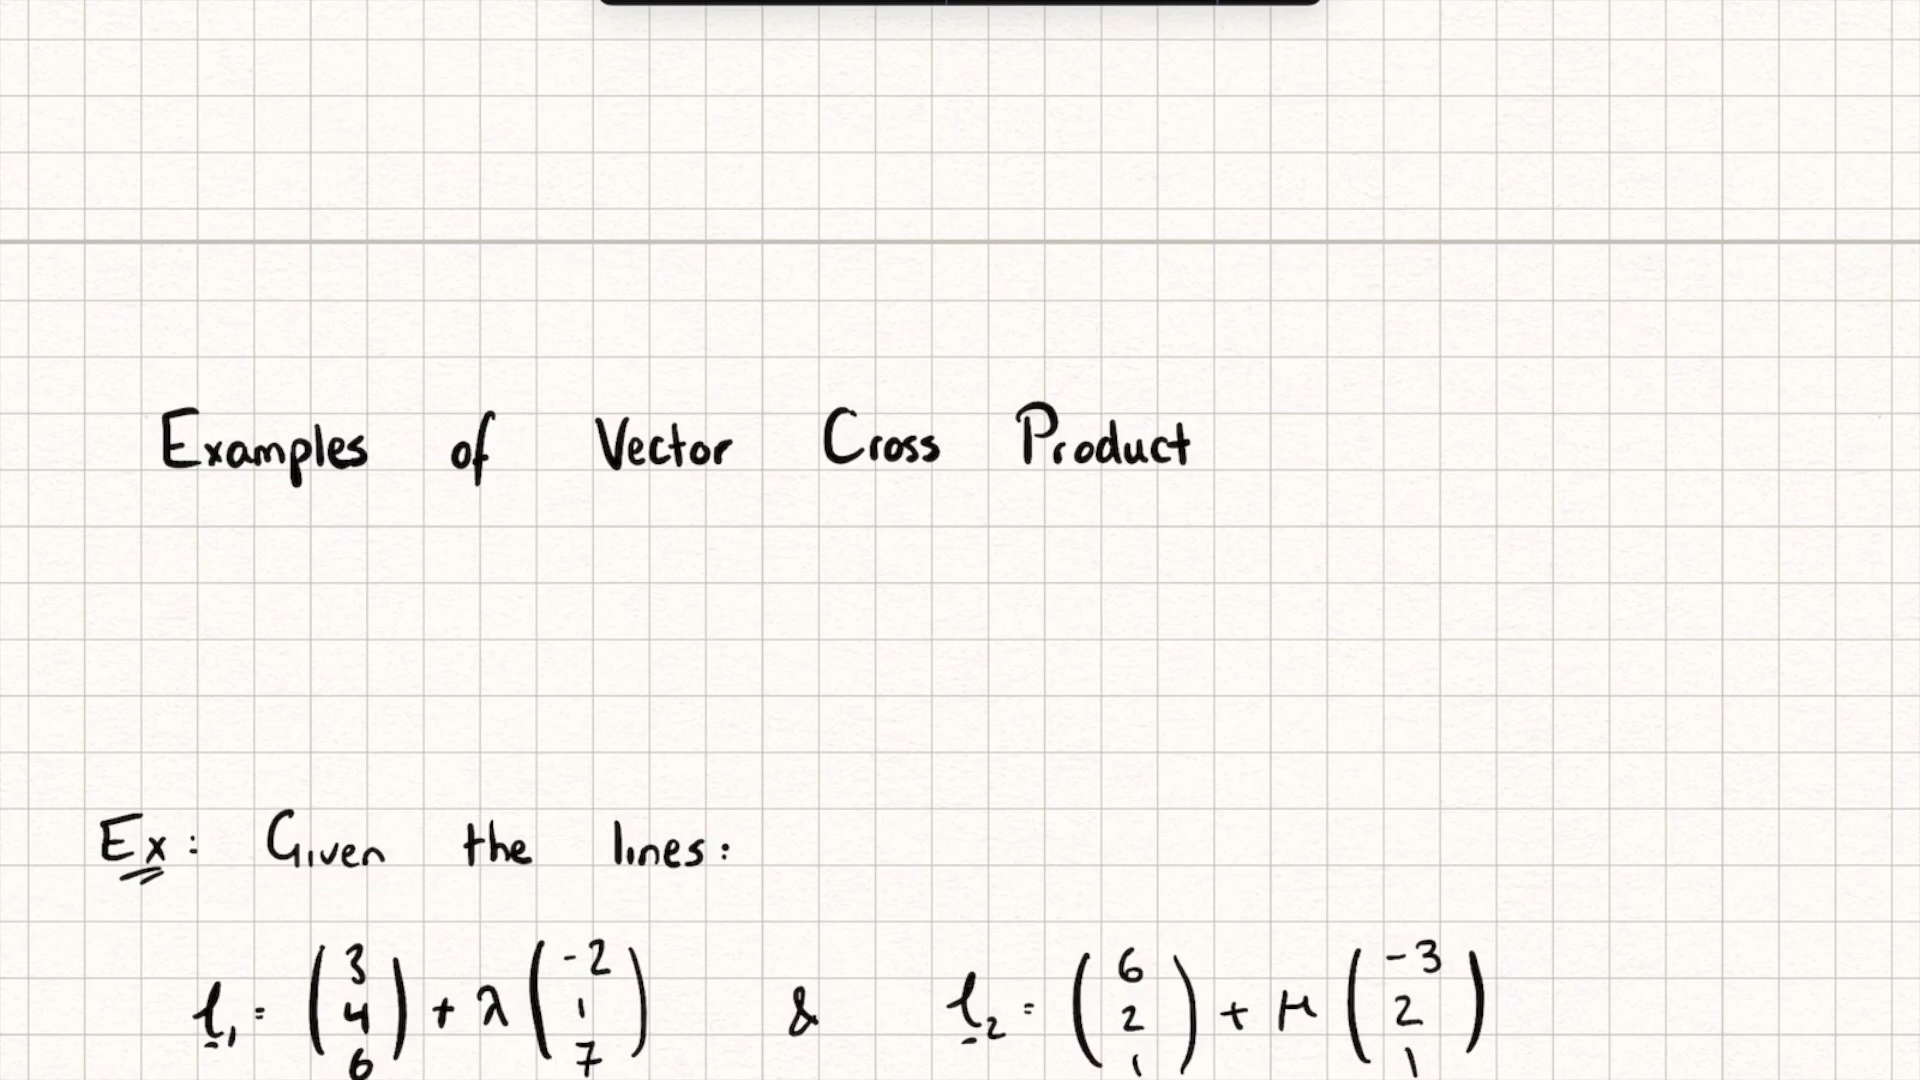 Examples of Vector Cross Product
Ex: Given the lines:
l₁ = (3 4 6) + λ (-2 1 7) & l₂ = (6 2 1) + μ (-3 2 1)